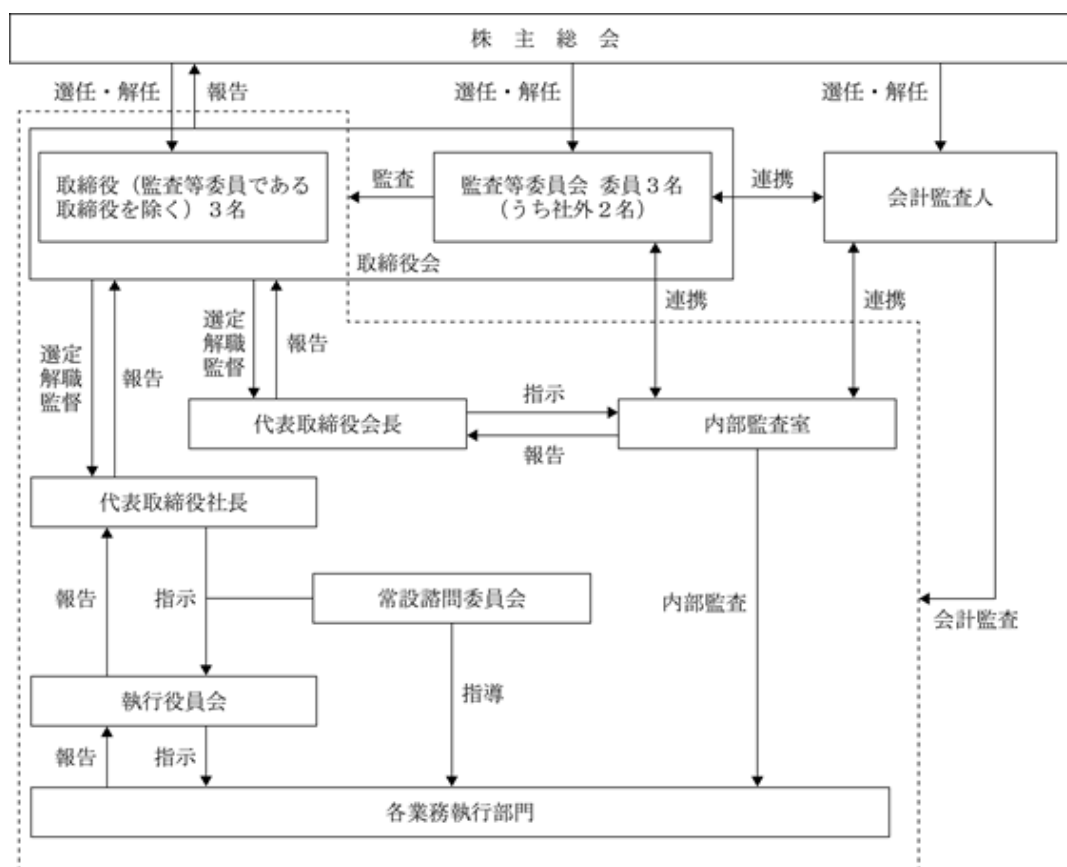 株 主 総 会
選任・解任
報告
選任・解任
選任・解任
取締役（監査等委員である
取締役を除く）３名
監査
監査等委員会 委員３名
（うち社外２名）
連携
会計監査人
取締役会
選定
解職
監督
報告
選定
解職
監督
報告
連携
連携
代表取締役会長
指示
報告
内部監査室
代表取締役社長
報告
指示
常設諮問委員会
内部監査
会計監査
執行役員会
指導
報告
指示
各業務執行部門